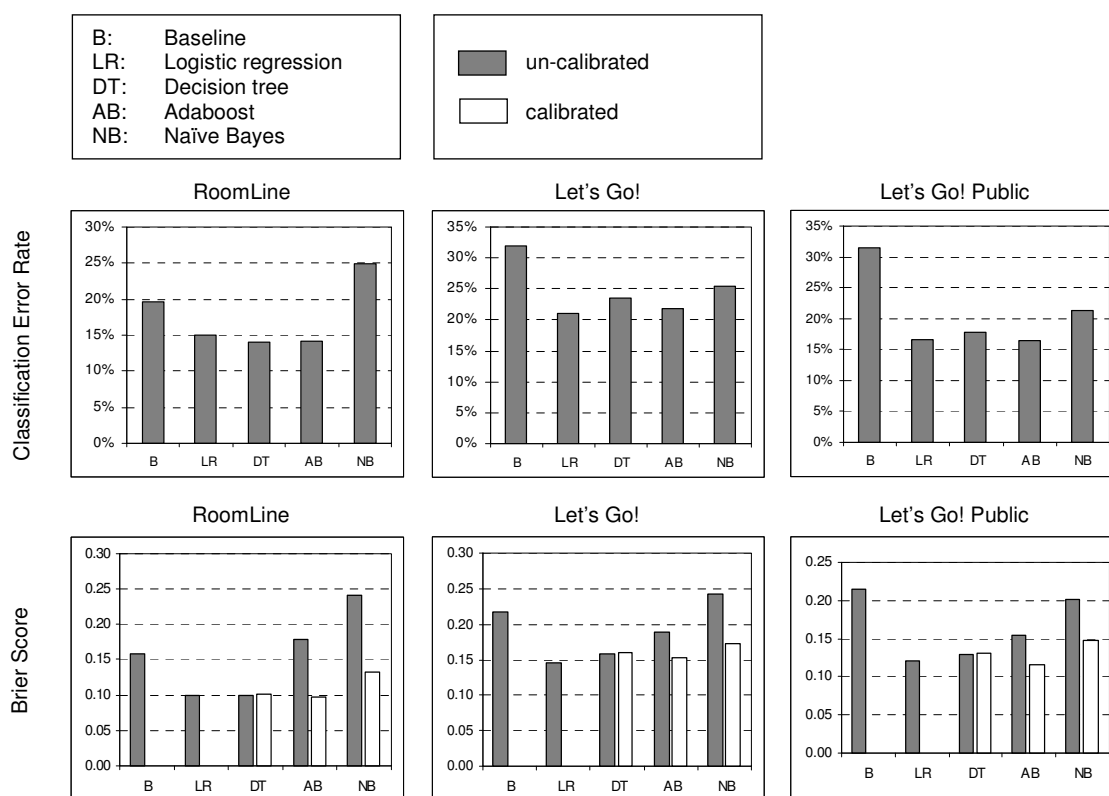 B: Baseline
LR: Logistic regression
DT: Decision tree
AB: Adaboost
NB: Naïve Bayes
un-calibrated
calibrated
Classification Error Rate
RoomLine
30%
25%
20%
15%
10%
5%
0%
B LR DT AB NB
Let's Go!
35%
30%
25%
20%
15%
10%
5%
0%
B LR DT AB NB
Let's Go! Public
35%
30%
25%
20%
15%
10%
5%
0%
B LR DT AB NB
Brier Score
RoomLine
0.30
0.25
0.20
0.15
0.10
0.05
0.00
B LR DT AB NB
Let's Go!
0.30
0.25
0.20
0.15
0.10
0.05
0.00
B LR DT AB NB
Let's Go! Public
0.25
0.20
0.15
0.10
0.05
0.00
B LR DT AB NB